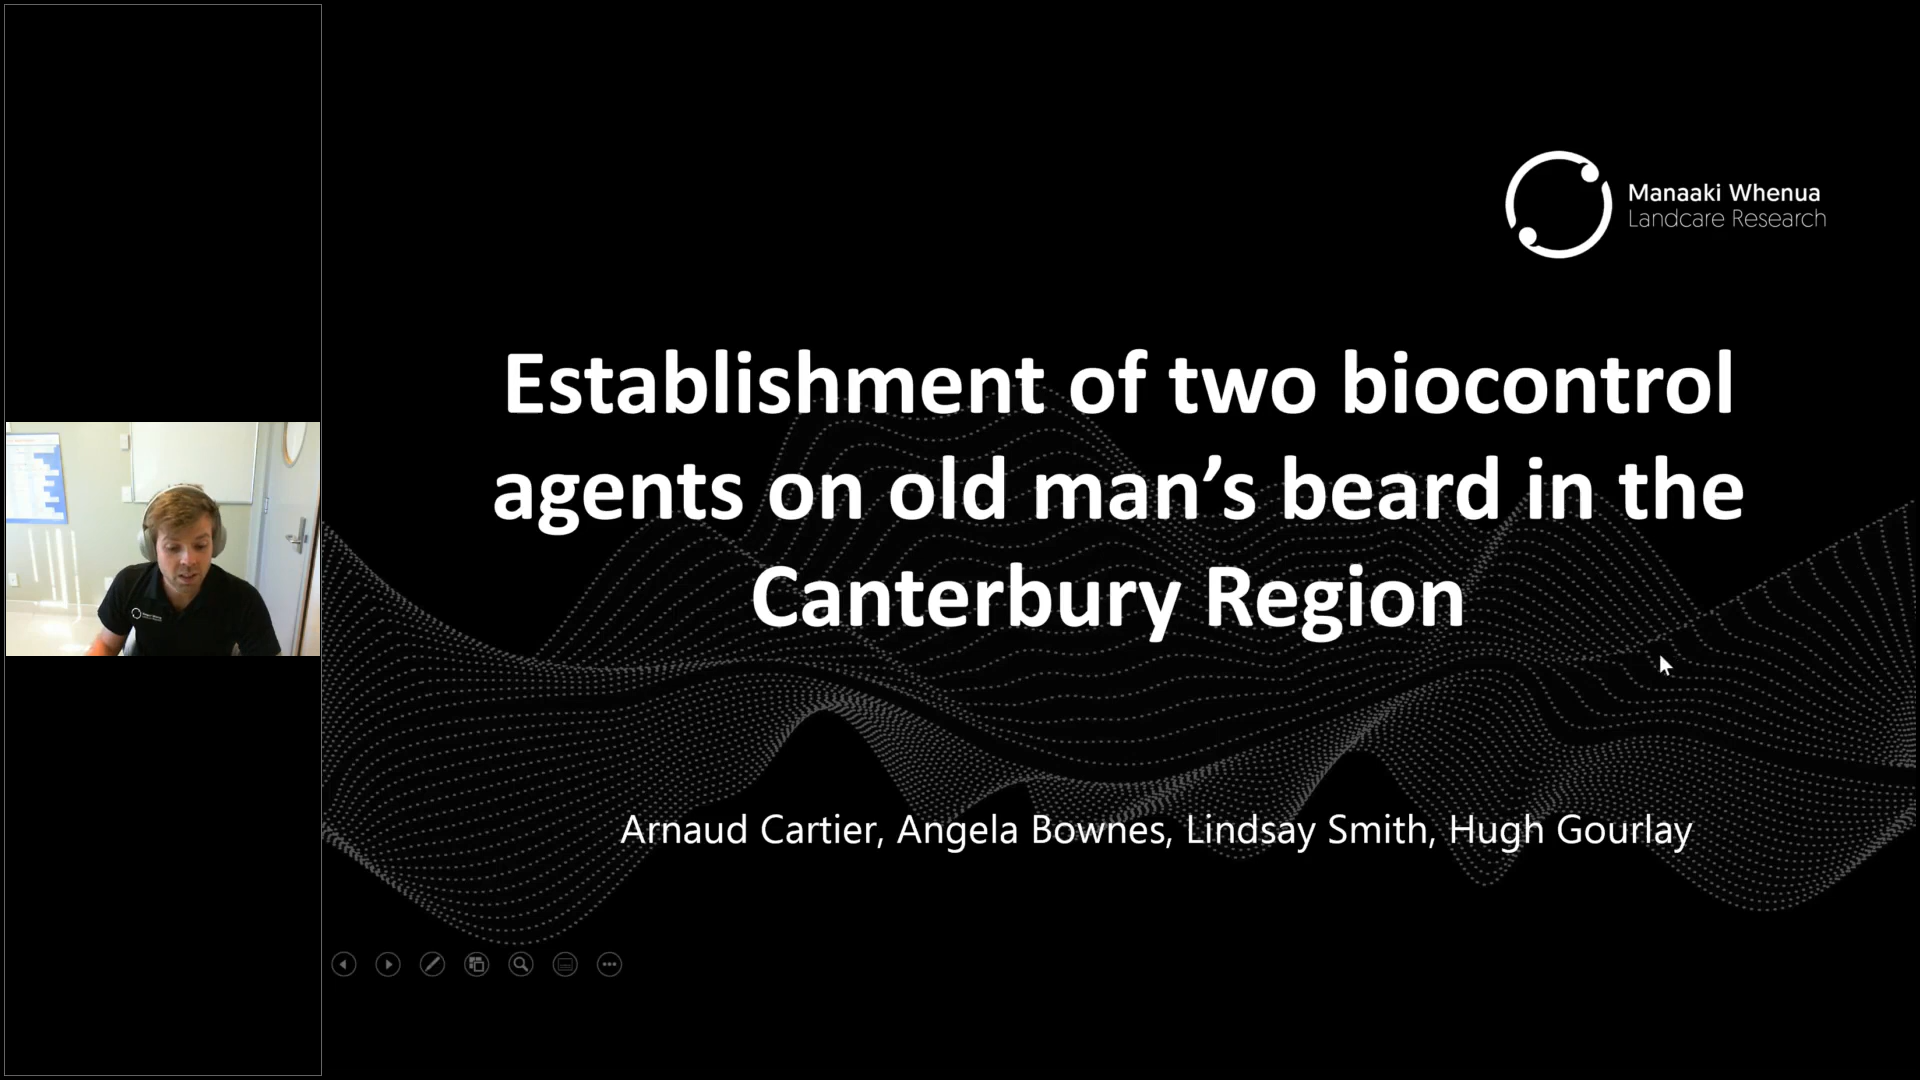 Manaaki Whenua
Landcare Research
Establishment of two biocontrol
agents on old man’s beard in the
Canterbury Region
Arnaud Cartier, Angela Bownes, Lindsay Smith, Hugh Gourlay